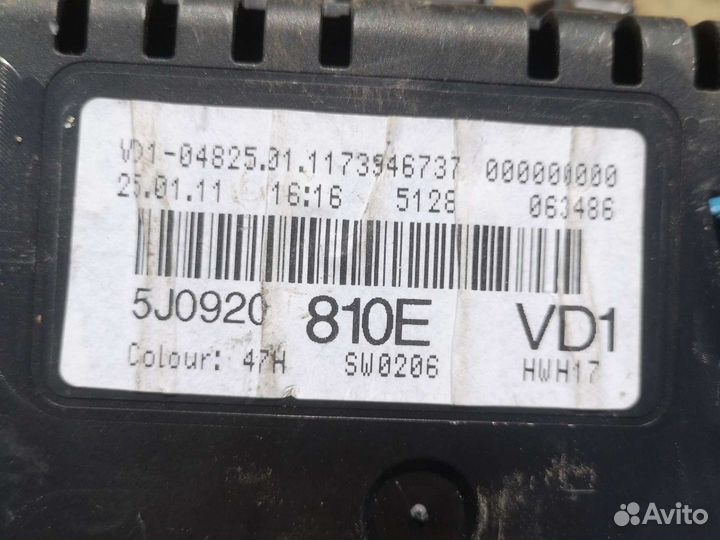 VD1-04825.01.1173946737 000000000
25.01.11 16:16 5128 063486
5J0920 810E VD1
Colour: 47H SW0206 HWH17
Avito